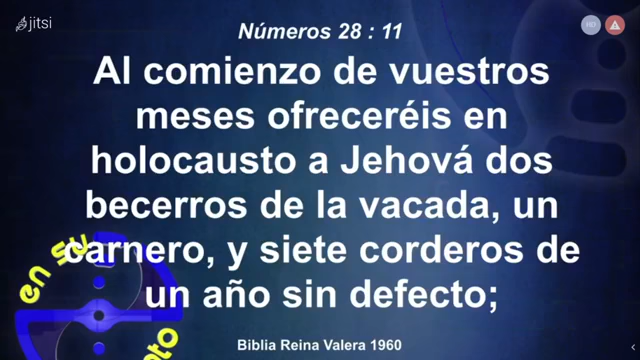 jitsi
HD
Números 28 : 11
Al comienzo de vuestros
meses ofreceréis en
holocausto a Jehová dos
becerros de la vacada, un
carnero, y siete corderos de
un año sin defecto;
en Su
Biblia Reina Valera 1960